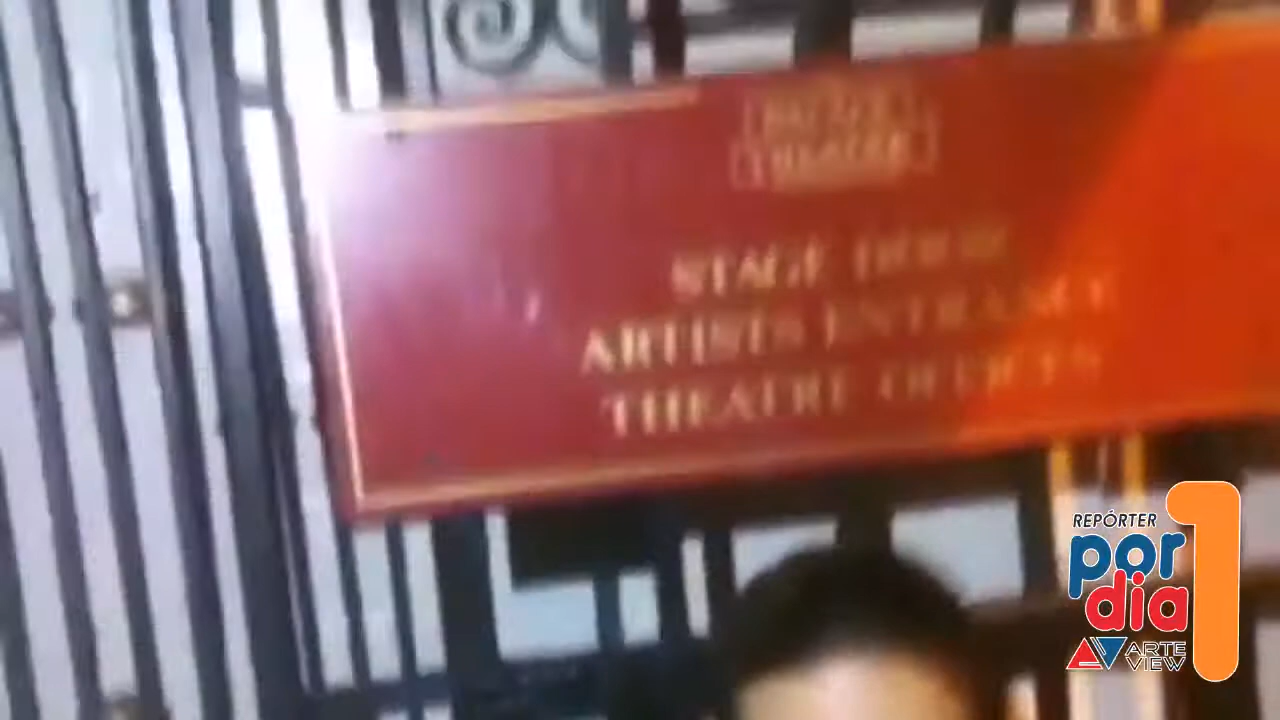 STAGE DOOR
ARTISTS ENTRANCE
THEATRE OFFICES
REPÓRTER
por
dia
1
ARTE
VIEW